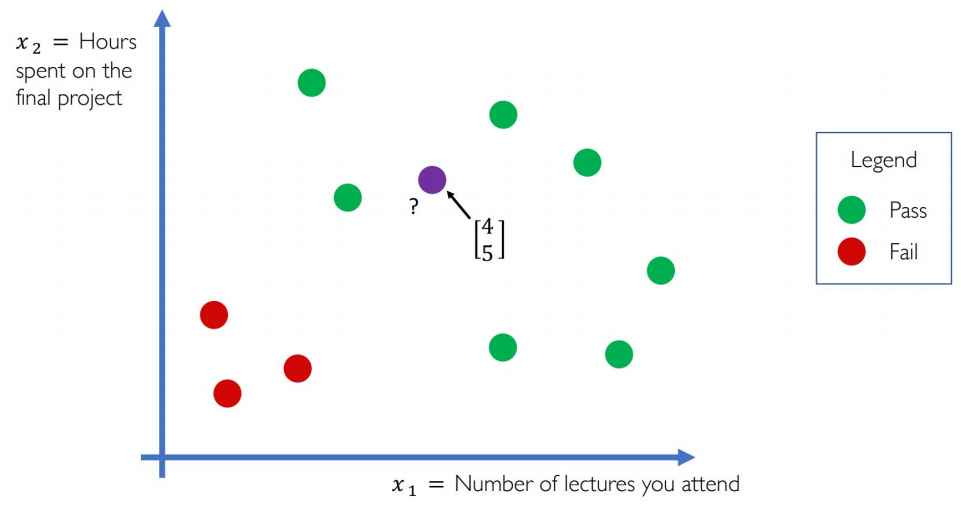 x₂ = Hours
spent on the
final project
?
[4
5]
x₁ = Number of lectures you attend
Legend
Pass
Fail